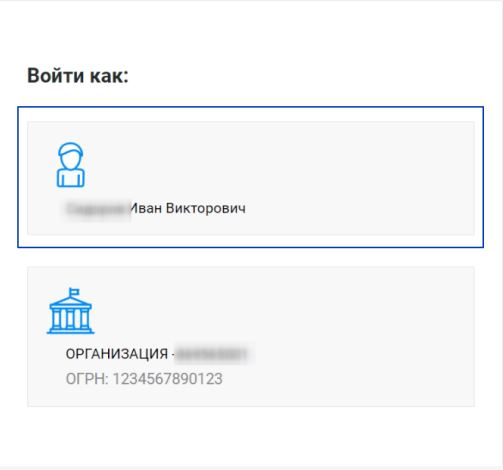 Войти как:
Иван Викторович
ОРГАНИЗАЦИЯ -
ОГРН: 1234567890123